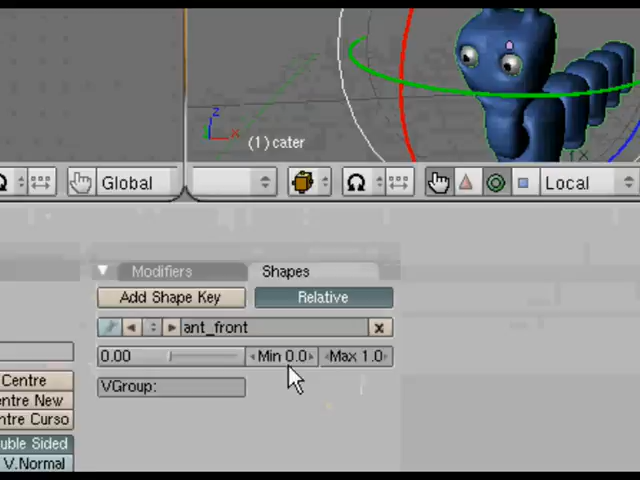 Z
X
(1) cater
Global
Local
Modifiers
Shapes
Add Shape Key
Relative
ant_front
x
0.00
Min 0.0
Max 1.0
VGroup:
Centre
entre New
ntre Curso
uble Sided
V.Normal